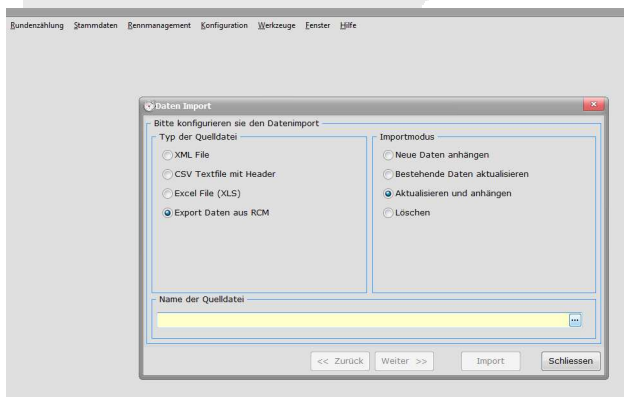 Rundenzählung Stammdaten Rennmanagement Konfiguration Werkzeuge Fenster Hilfe
Daten Import
Bitte konfigurieren sie den Datenimport
Typ der Quelldatei
XML File
CSV Textfile mit Header
Excel File (XLS)
Export Daten aus RCM
Importmodus
Neue Daten anhängen
Bestehende Daten aktualisieren
Aktualisieren und anhängen
Löschen
Name der Quelldatei
...
<< Zurück Weiter >> Import Schliessen